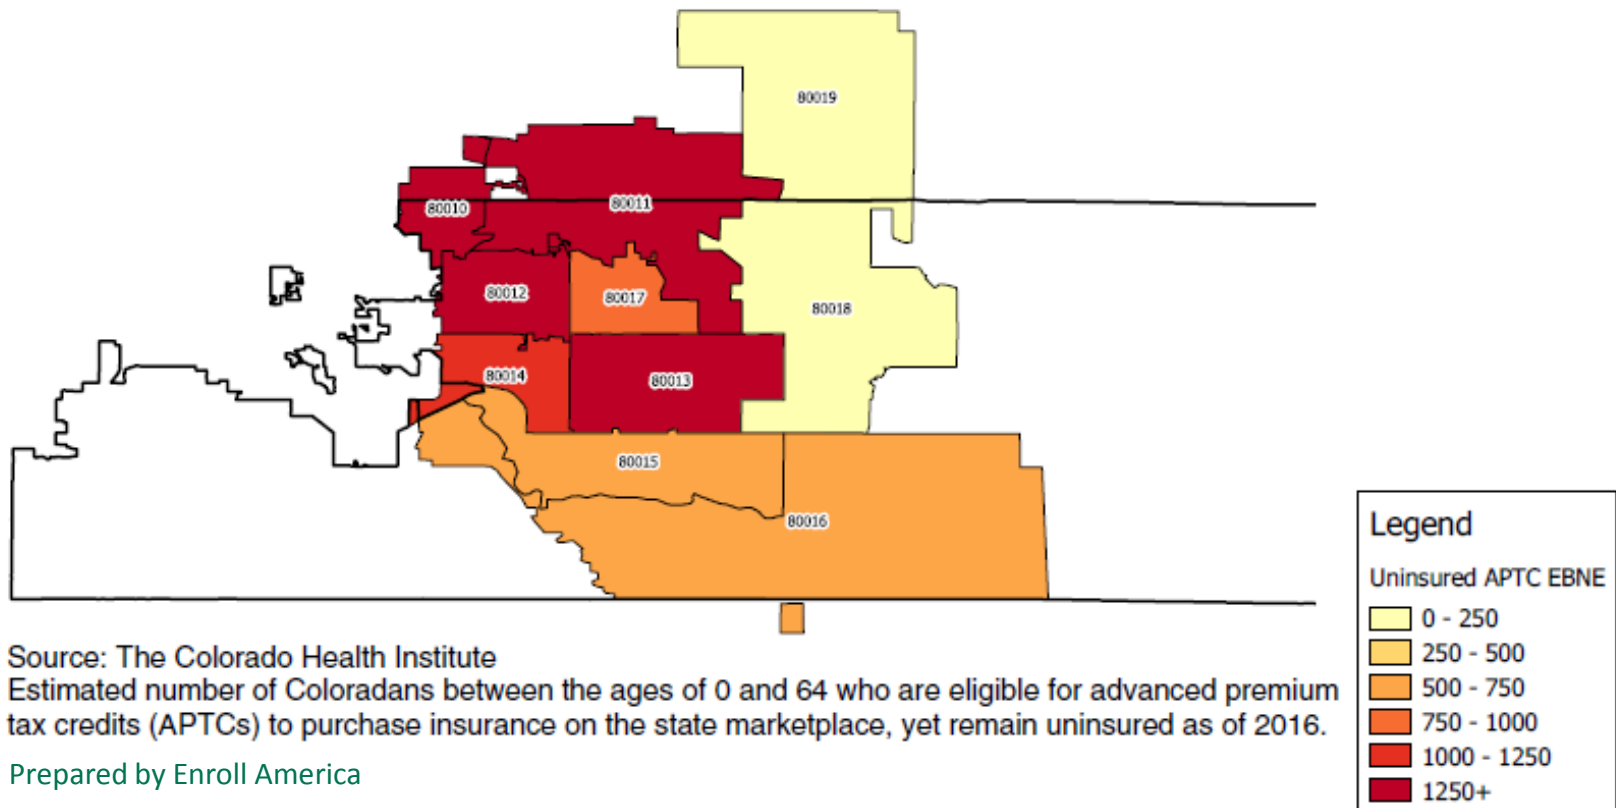 80019
80010
80011
80012
80017
80018
80014
80013
80015
80016
Legend
Uninsured APTC EBNE
0 - 250
250 - 500
500 - 750
750 - 1000
1000 - 1250
1250+
Source: The Colorado Health Institute
Estimated number of Coloradans between the ages of 0 and 64 who are eligible for advanced premium
tax credits (APTCs) to purchase insurance on the state marketplace, yet remain uninsured as of 2016.
Prepared by Enroll America